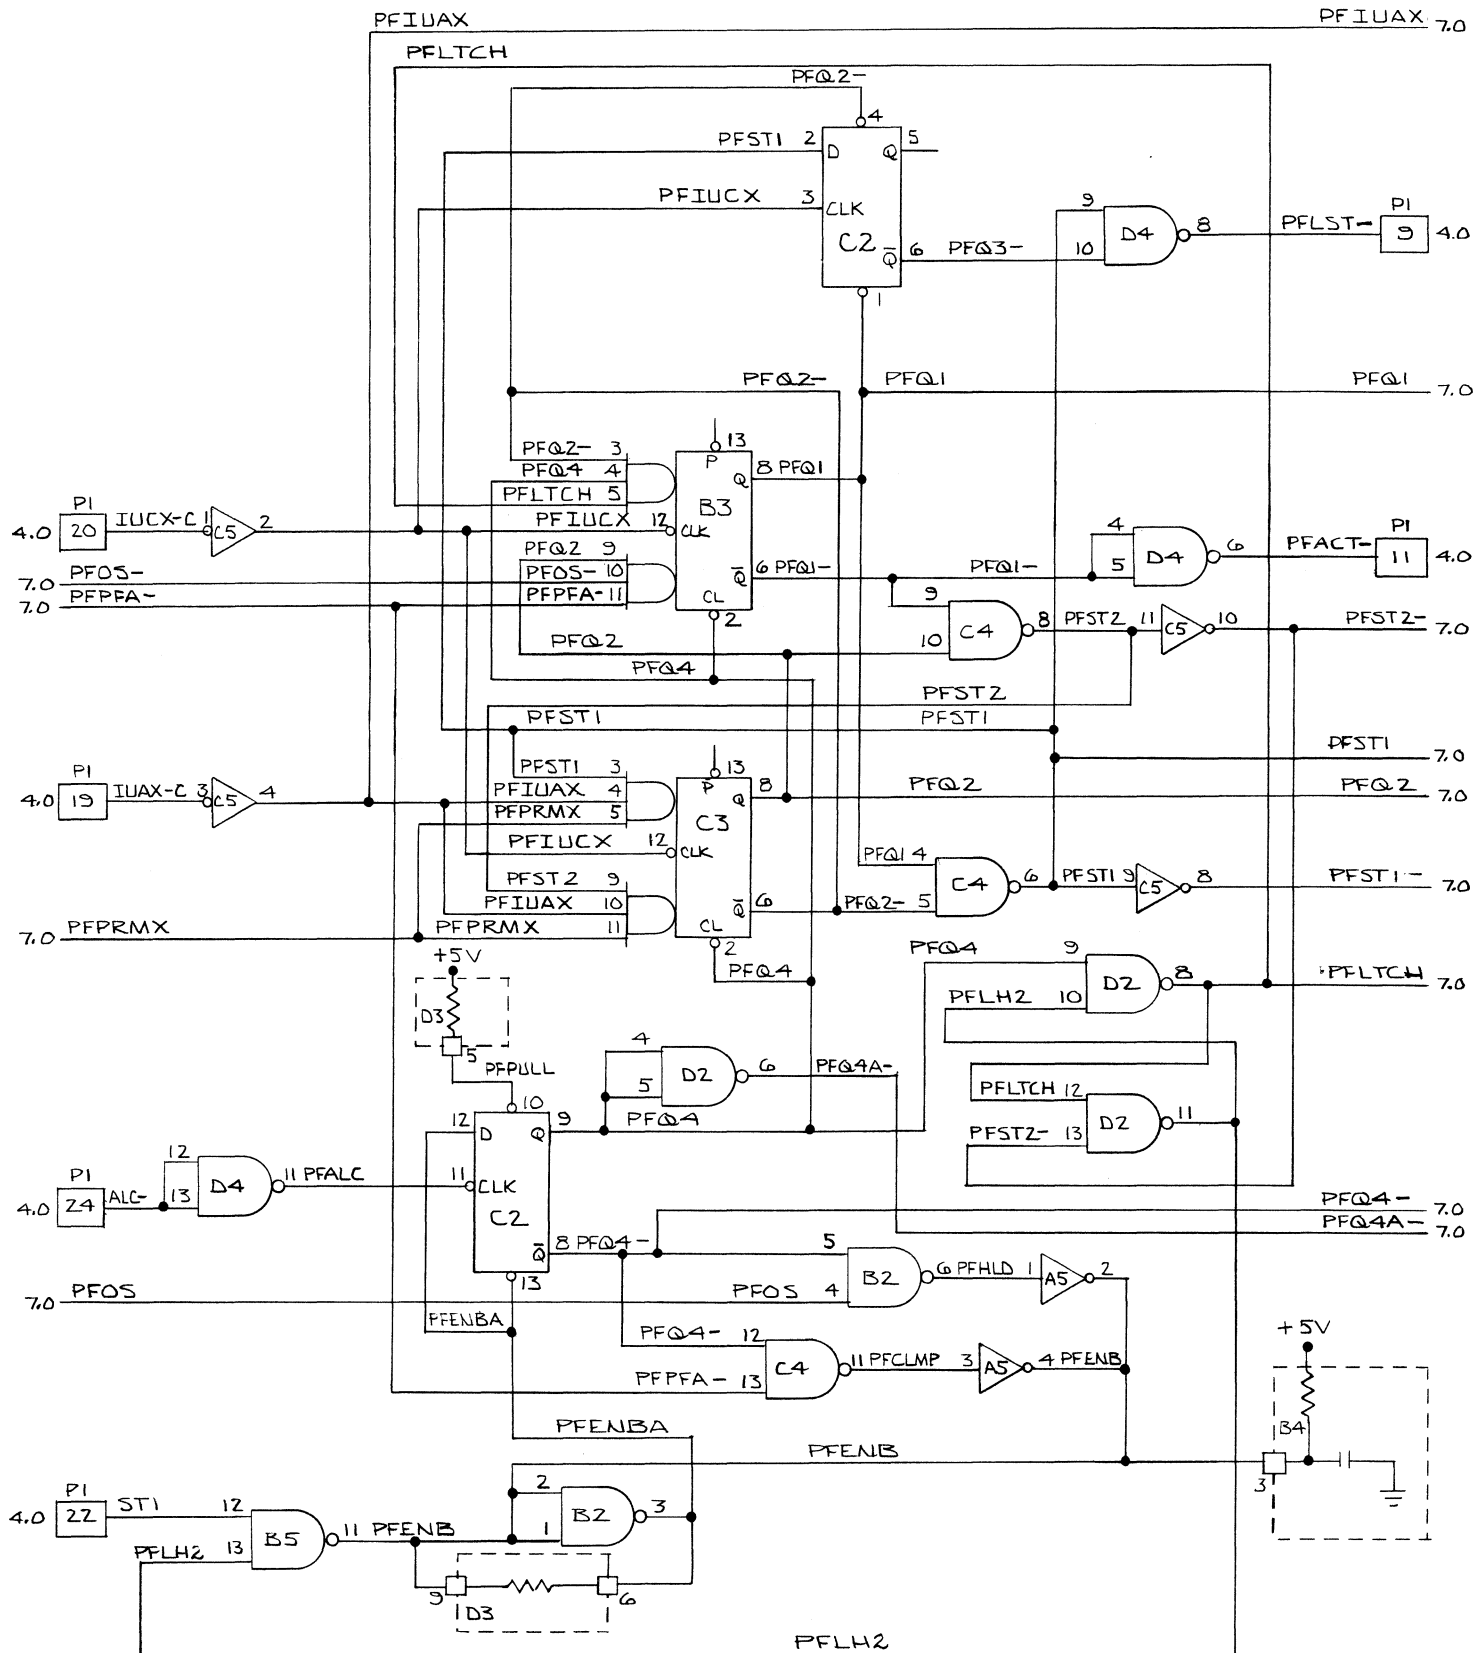 PFIUAX PFIUAX 7.0
PFLTCH
PFQ2-
4
PFST1 2 D Q 5
PFIUCX 3 CLK
P1
9 8 PFLST- 9 4.0
D4
C2 Q̅ 6 PFQ3- 10
1
PFQ2- PFQ1 PFQ1 7.0
13
PFQ2- 3 P
PFQ4 4 Q 8 PFQ1
PFLTCH 5 B3
P1
4.0 20 IUCX-C 1 C5 2 PFIUCX 12 CLK
4 P1
D4 6 PFACT- 11 4.0
PFQ2 9
7.0 PFOS- PFOS- 10 Q̅ 6 PFQ1- PFQ1- 5
7.0 PFPFA- PFPFA- 11 CL
2 9
C4 8 PFST2 11 C5 10 PFST2- 7.0
PFQ2 10
PFQ4
PFST2
PFST1 PFST1
PFST1 7.0
P1
4.0 19 IUAX-C 3 C5 4
PFST1 3 13
PFIUAX 4 P Q 8 PFQ2 PFQ2 7.0
PFPRMX 5 C3
PFIUCX 12 CLK
PFQ1 4
C4 6 PFST1 9 C5 8 PFST1- 7.0
PFST2 9
PFIUAX 10 Q̅ 6 PFQ2- 5
7.0 PFPRMX PFPRMX 11 CL
2
+5V PFQ4
PFQ4 9
D2 8 PFLTCH 7.0
PFLH2 10
D3
5
PFPULL
4
D2 6 PFQ4A-
5
PFLTCH 12
D2 11
PFST2- 13
10
12 D Q 9 PFQ4
P1
4.0 24 ALC- 12
13 D4 11 PFALC 11 CLK
C2
PFQ4- 7.0
PFQ4A- 7.0
Q̅ 8 PFQ4- 5
B2 6 PFHLD 1 A5 2
7.0 PFOS PFOS 4
13
PFENBA
PFQ4- 12
C4 11 PFCLMP 3 A5 4 PFENB
PFPFA- 13
+5V
B4
3
PFENBA
PFENB
P1
4.0 22 ST1 12
B5 11 PFENB
PFLH2 13
2
B2 3
1
9 D3 6
PFLH2